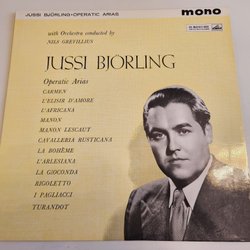 JUSSI BJÖRLING · OPERATIC ARIAS
mono
with Orchestra conducted by
NILS GREVILLIUS
JUSSI BJÖRLING
Operatic Arias
CARMEN
L'ELISIR D'AMORE
L'AFRICANA
MANON
MANON LESCAUT
CAVALLERIA RUSTICANA
LA BOHÈME
L'ARLESIANA
LA GIOCONDA
RIGOLETTO
I PAGLIACCI
TURANDOT